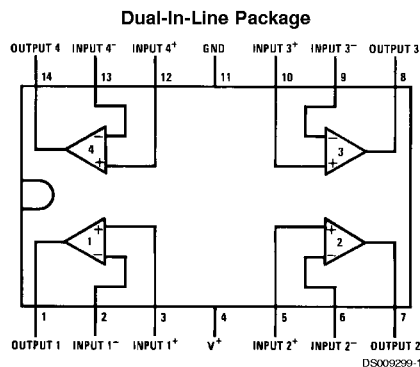 Dual-In-Line Package
OUTPUT 4 INPUT 4⁻ INPUT 4⁺ GND INPUT 3⁺ INPUT 3⁻ OUTPUT 3
14 13 12 11 10 9 8
4 − + − + 3
1 + − + − 2
1 2 3 4 5 6 7
OUTPUT 1 INPUT 1⁻ INPUT 1⁺ V⁺ INPUT 2⁺ INPUT 2⁻ OUTPUT 2
DS009299-1